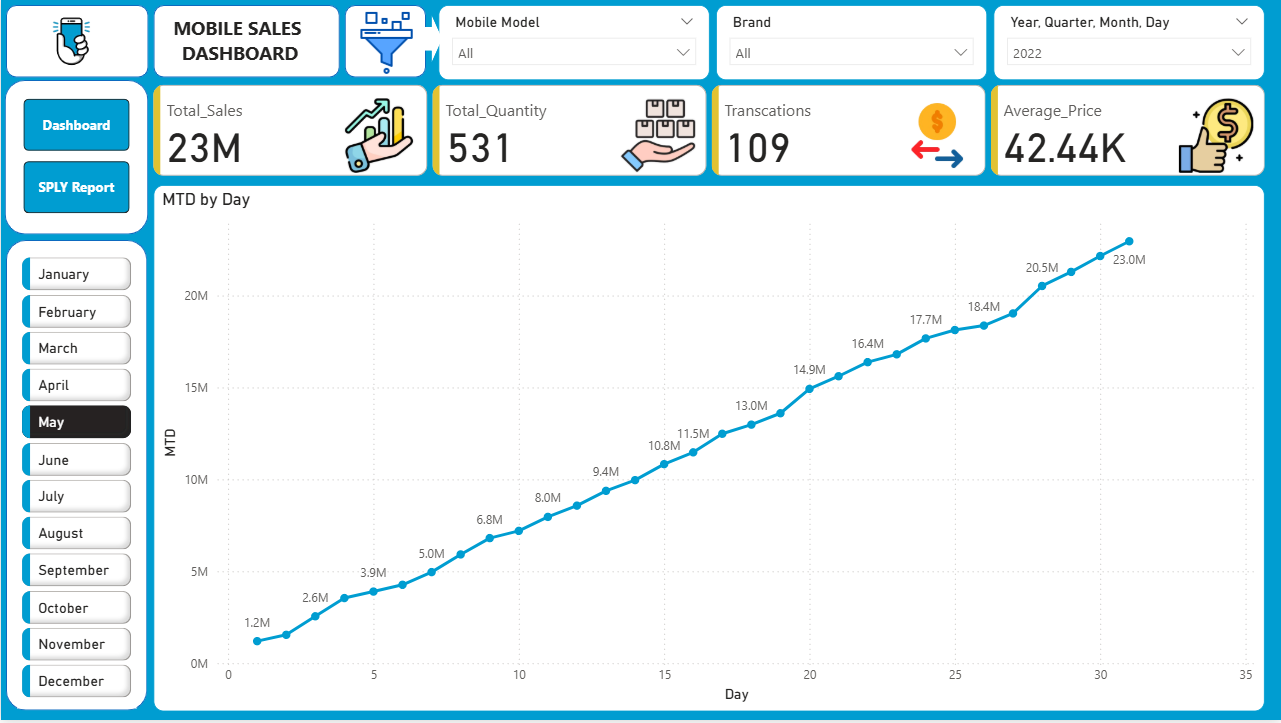 MOBILE SALES
DASHBOARD
Mobile Model
All
Brand
All
Year, Quarter, Month, Day
2022
Dashboard
SPLY Report
Total_Sales
23M
Total_Quantity
531
Transcations
109
Average_Price
42.44K
January
February
March
April
May
June
July
August
September
October
November
December
MTD by Day
MTD
20M
15M
10M
5M
0M
1.2M
2.6M
3.9M
5.0M
6.8M
8.0M
9.4M
10.8M
11.5M
13.0M
14.9M
16.4M
17.7M
18.4M
20.5M
23.0M
0 5 10 15 20 25 30 35
Day